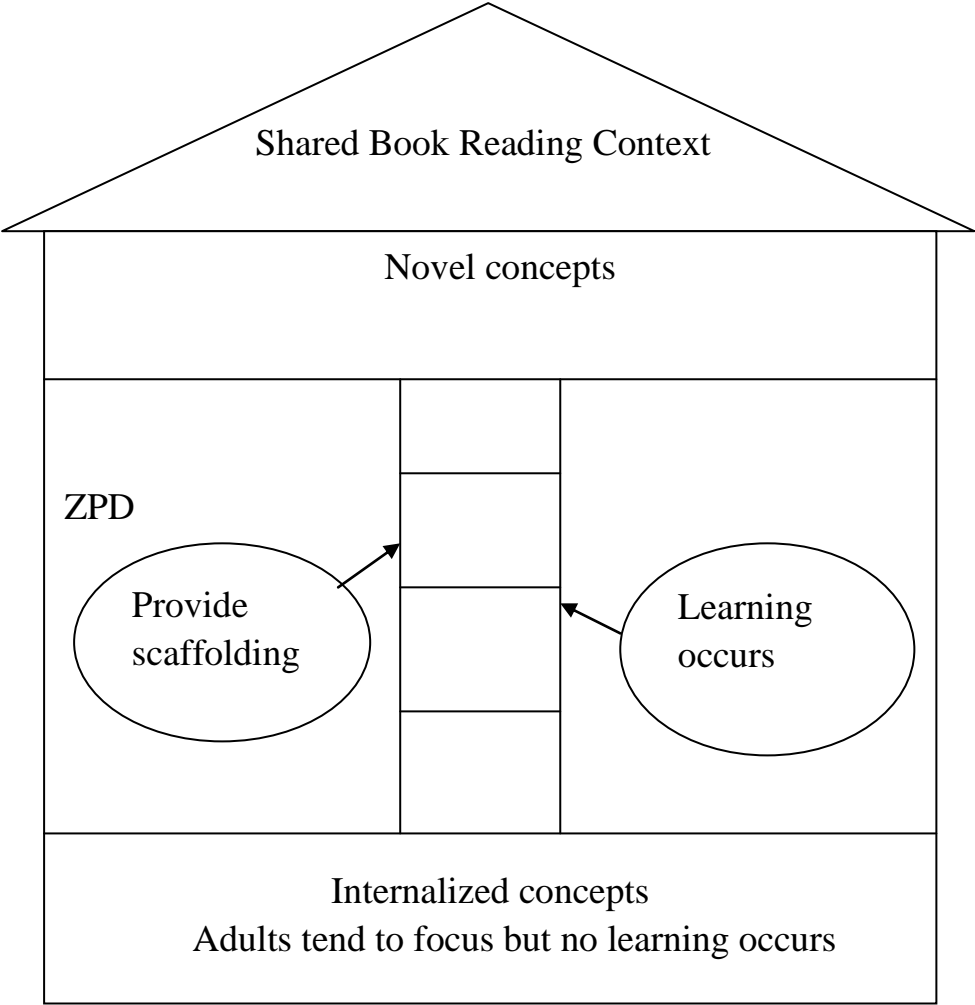 Shared Book Reading Context
Novel concepts
ZPD
Provide
scaffolding
Learning
occurs
Internalized concepts
Adults tend to focus but no learning occurs